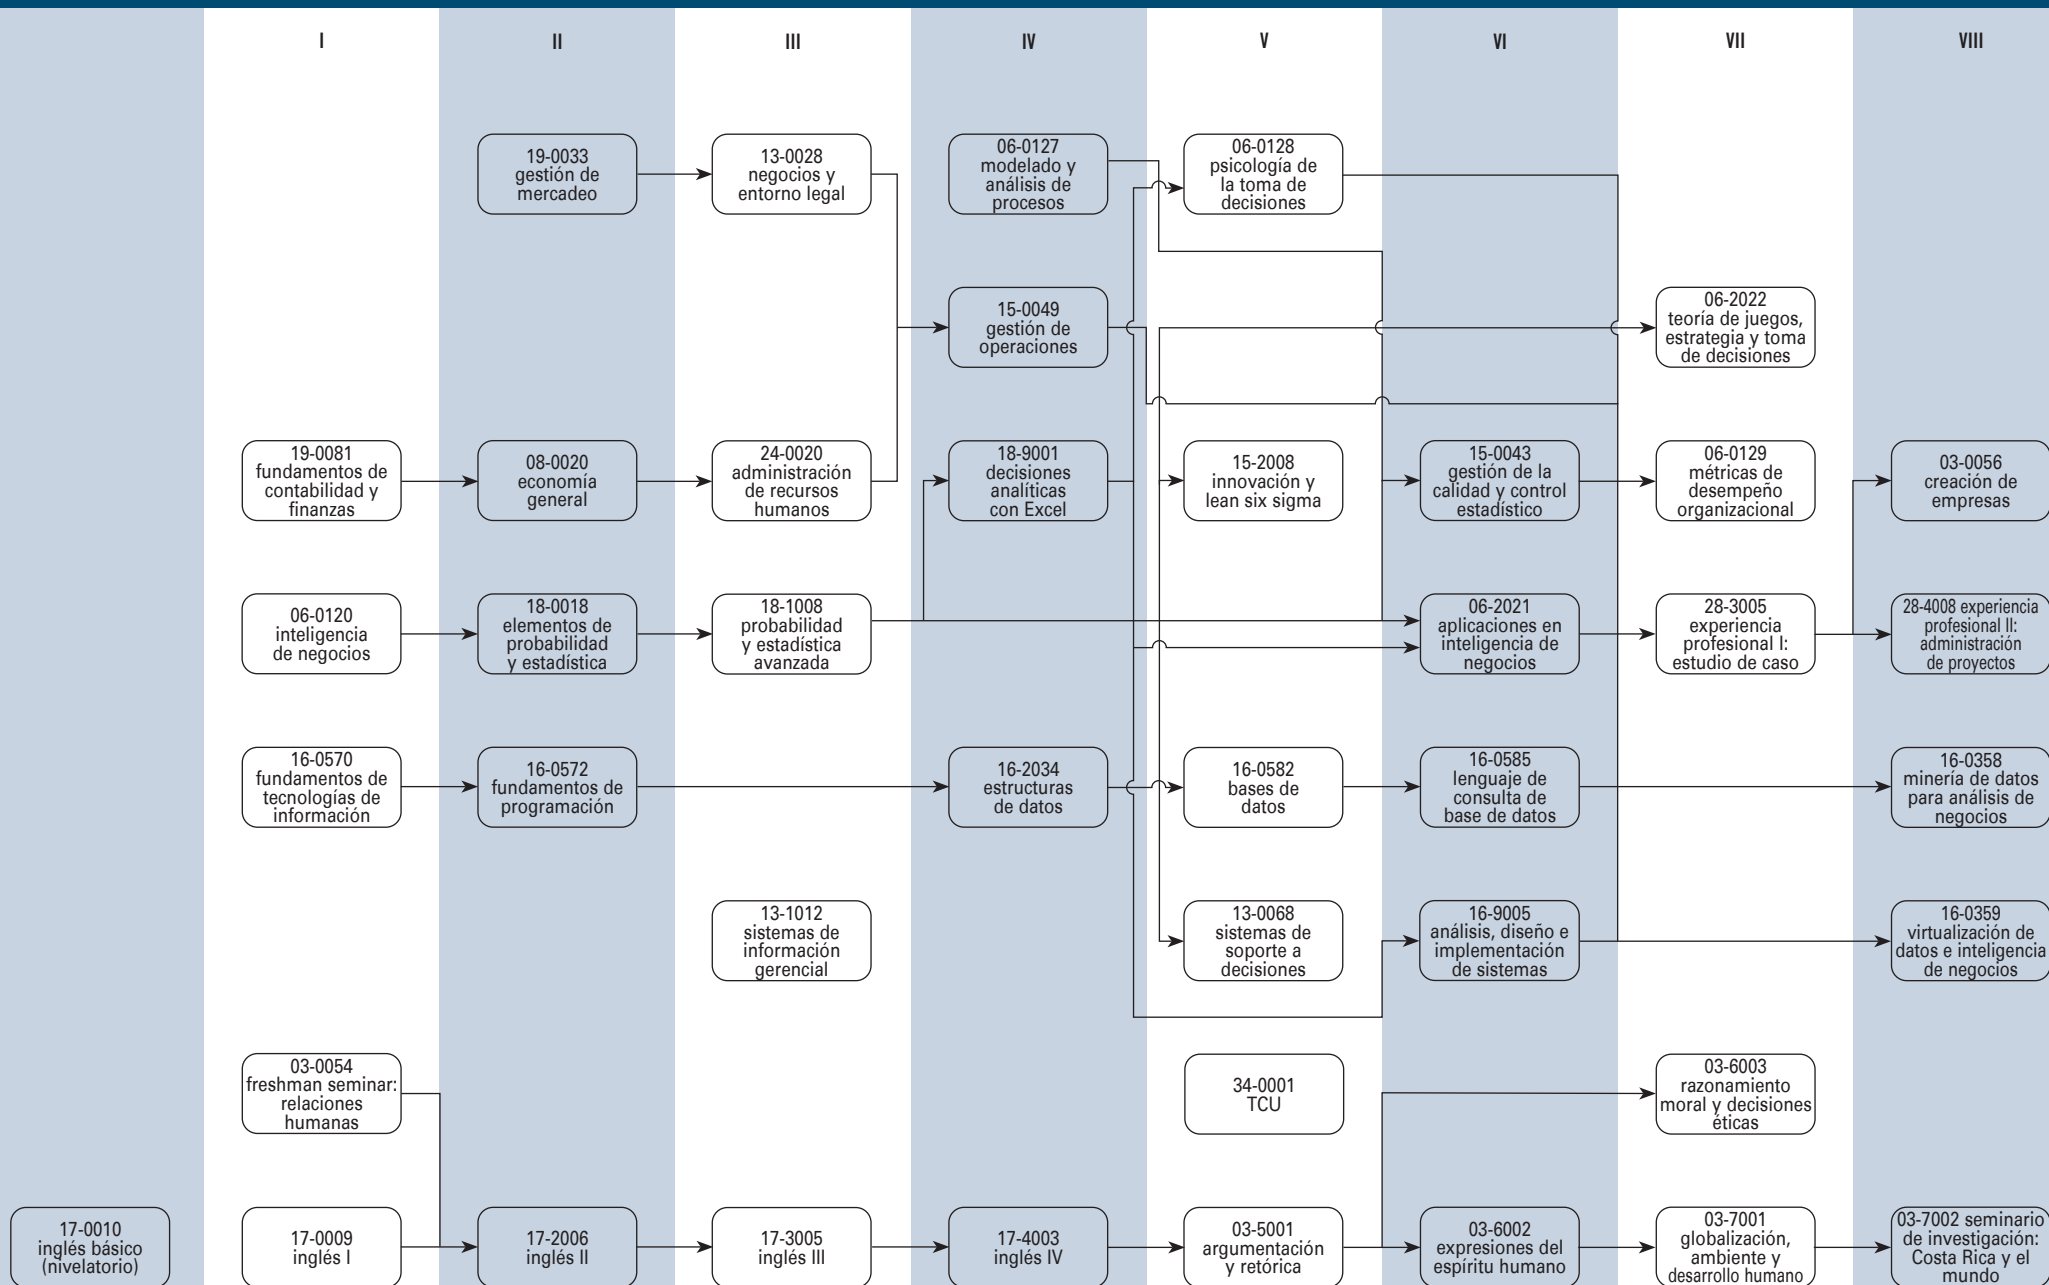 I
II
III
IV
V
VI
VII
VIII
19-0033
gestión de
mercadeo
13-0028
negocios y
entorno legal
06-0127
modelado y
análisis de
procesos
06-0128
psicología de
la toma de
decisiones
15-0049
gestión de
operaciones
06-2022
teoría de juegos,
estrategia y toma
de decisiones
19-0081
fundamentos de
contabilidad y
finanzas
08-0020
economía
general
24-0020
administración
de recursos
humanos
18-9001
decisiones
analíticas
con Excel
15-2008
innovación y
lean six sigma
15-0043
gestión de la
calidad y control
estadístico
06-0129
métricas de
desempeño
organizacional
03-0056
creación de
empresas
06-0120
inteligencia
de negocios
18-0018
elementos de
probabilidad
y estadística
18-1008
probabilidad
y estadística
avanzada
06-2021
aplicaciones en
inteligencia de
negocios
28-3005
experiencia
profesional I:
estudio de caso
28-4008 experiencia
profesional II:
administración
de proyectos
16-0570
fundamentos de
tecnologías de
información
16-0572
fundamentos de
programación
16-2034
estructuras
de datos
16-0582
bases de
datos
16-0585
lenguaje de
consulta de
base de datos
16-0358
minería de datos
para análisis de
negocios
13-1012
sistemas de
información
gerencial
13-0068
sistemas de
soporte a
decisiones
16-9005
análisis, diseño e
implementación
de sistemas
16-0359
virtualización de
datos e inteligencia
de negocios
03-0054
freshman seminar:
relaciones
humanas
34-0001
TCU
03-6003
razonamiento
moral y decisiones
éticas
17-0010
inglés básico
(nivelatorio)
17-0009
inglés I
17-2006
inglés II
17-3005
inglés III
17-4003
inglés IV
03-5001
argumentación
y retórica
03-6002
expresiones del
espíritu humano
03-7001
globalización,
ambiente y
desarrollo humano
03-7002 seminario
de investigación:
Costa Rica y el
mundo